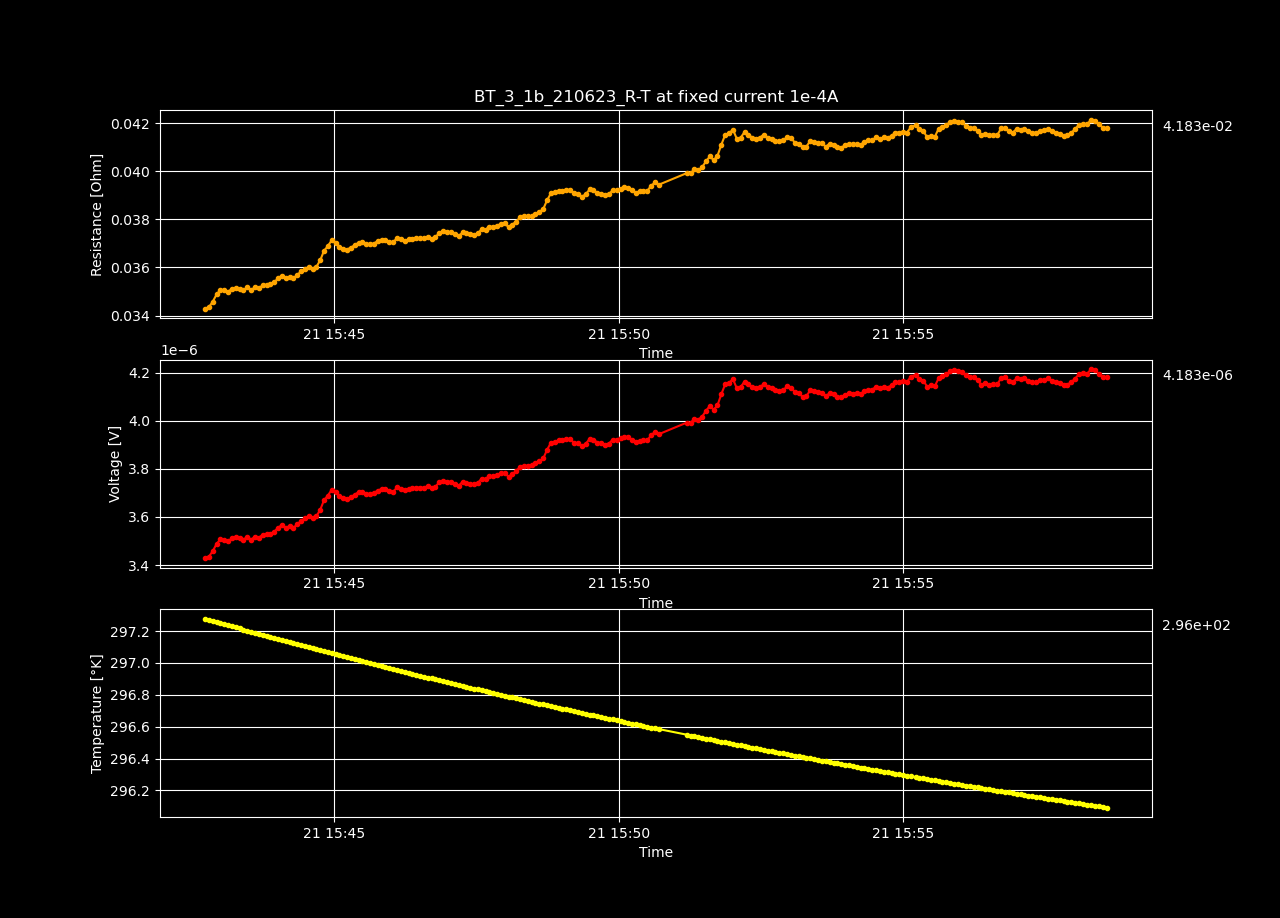 BT_3_1b_210623_R-T at fixed current 1e-4A
0.042
0.040
0.038
0.036
0.034
Resistance [Ohm]
4.183e-02
21 15:45 21 15:50 21 15:55
Time
1e−6
4.2
4.0
3.8
3.6
3.4
Voltage [V]
4.183e-06
21 15:45 21 15:50 21 15:55
Time
297.2
297.0
296.8
296.6
296.4
296.2
Temperature [°K]
2.96e+02
21 15:45 21 15:50 21 15:55
Time